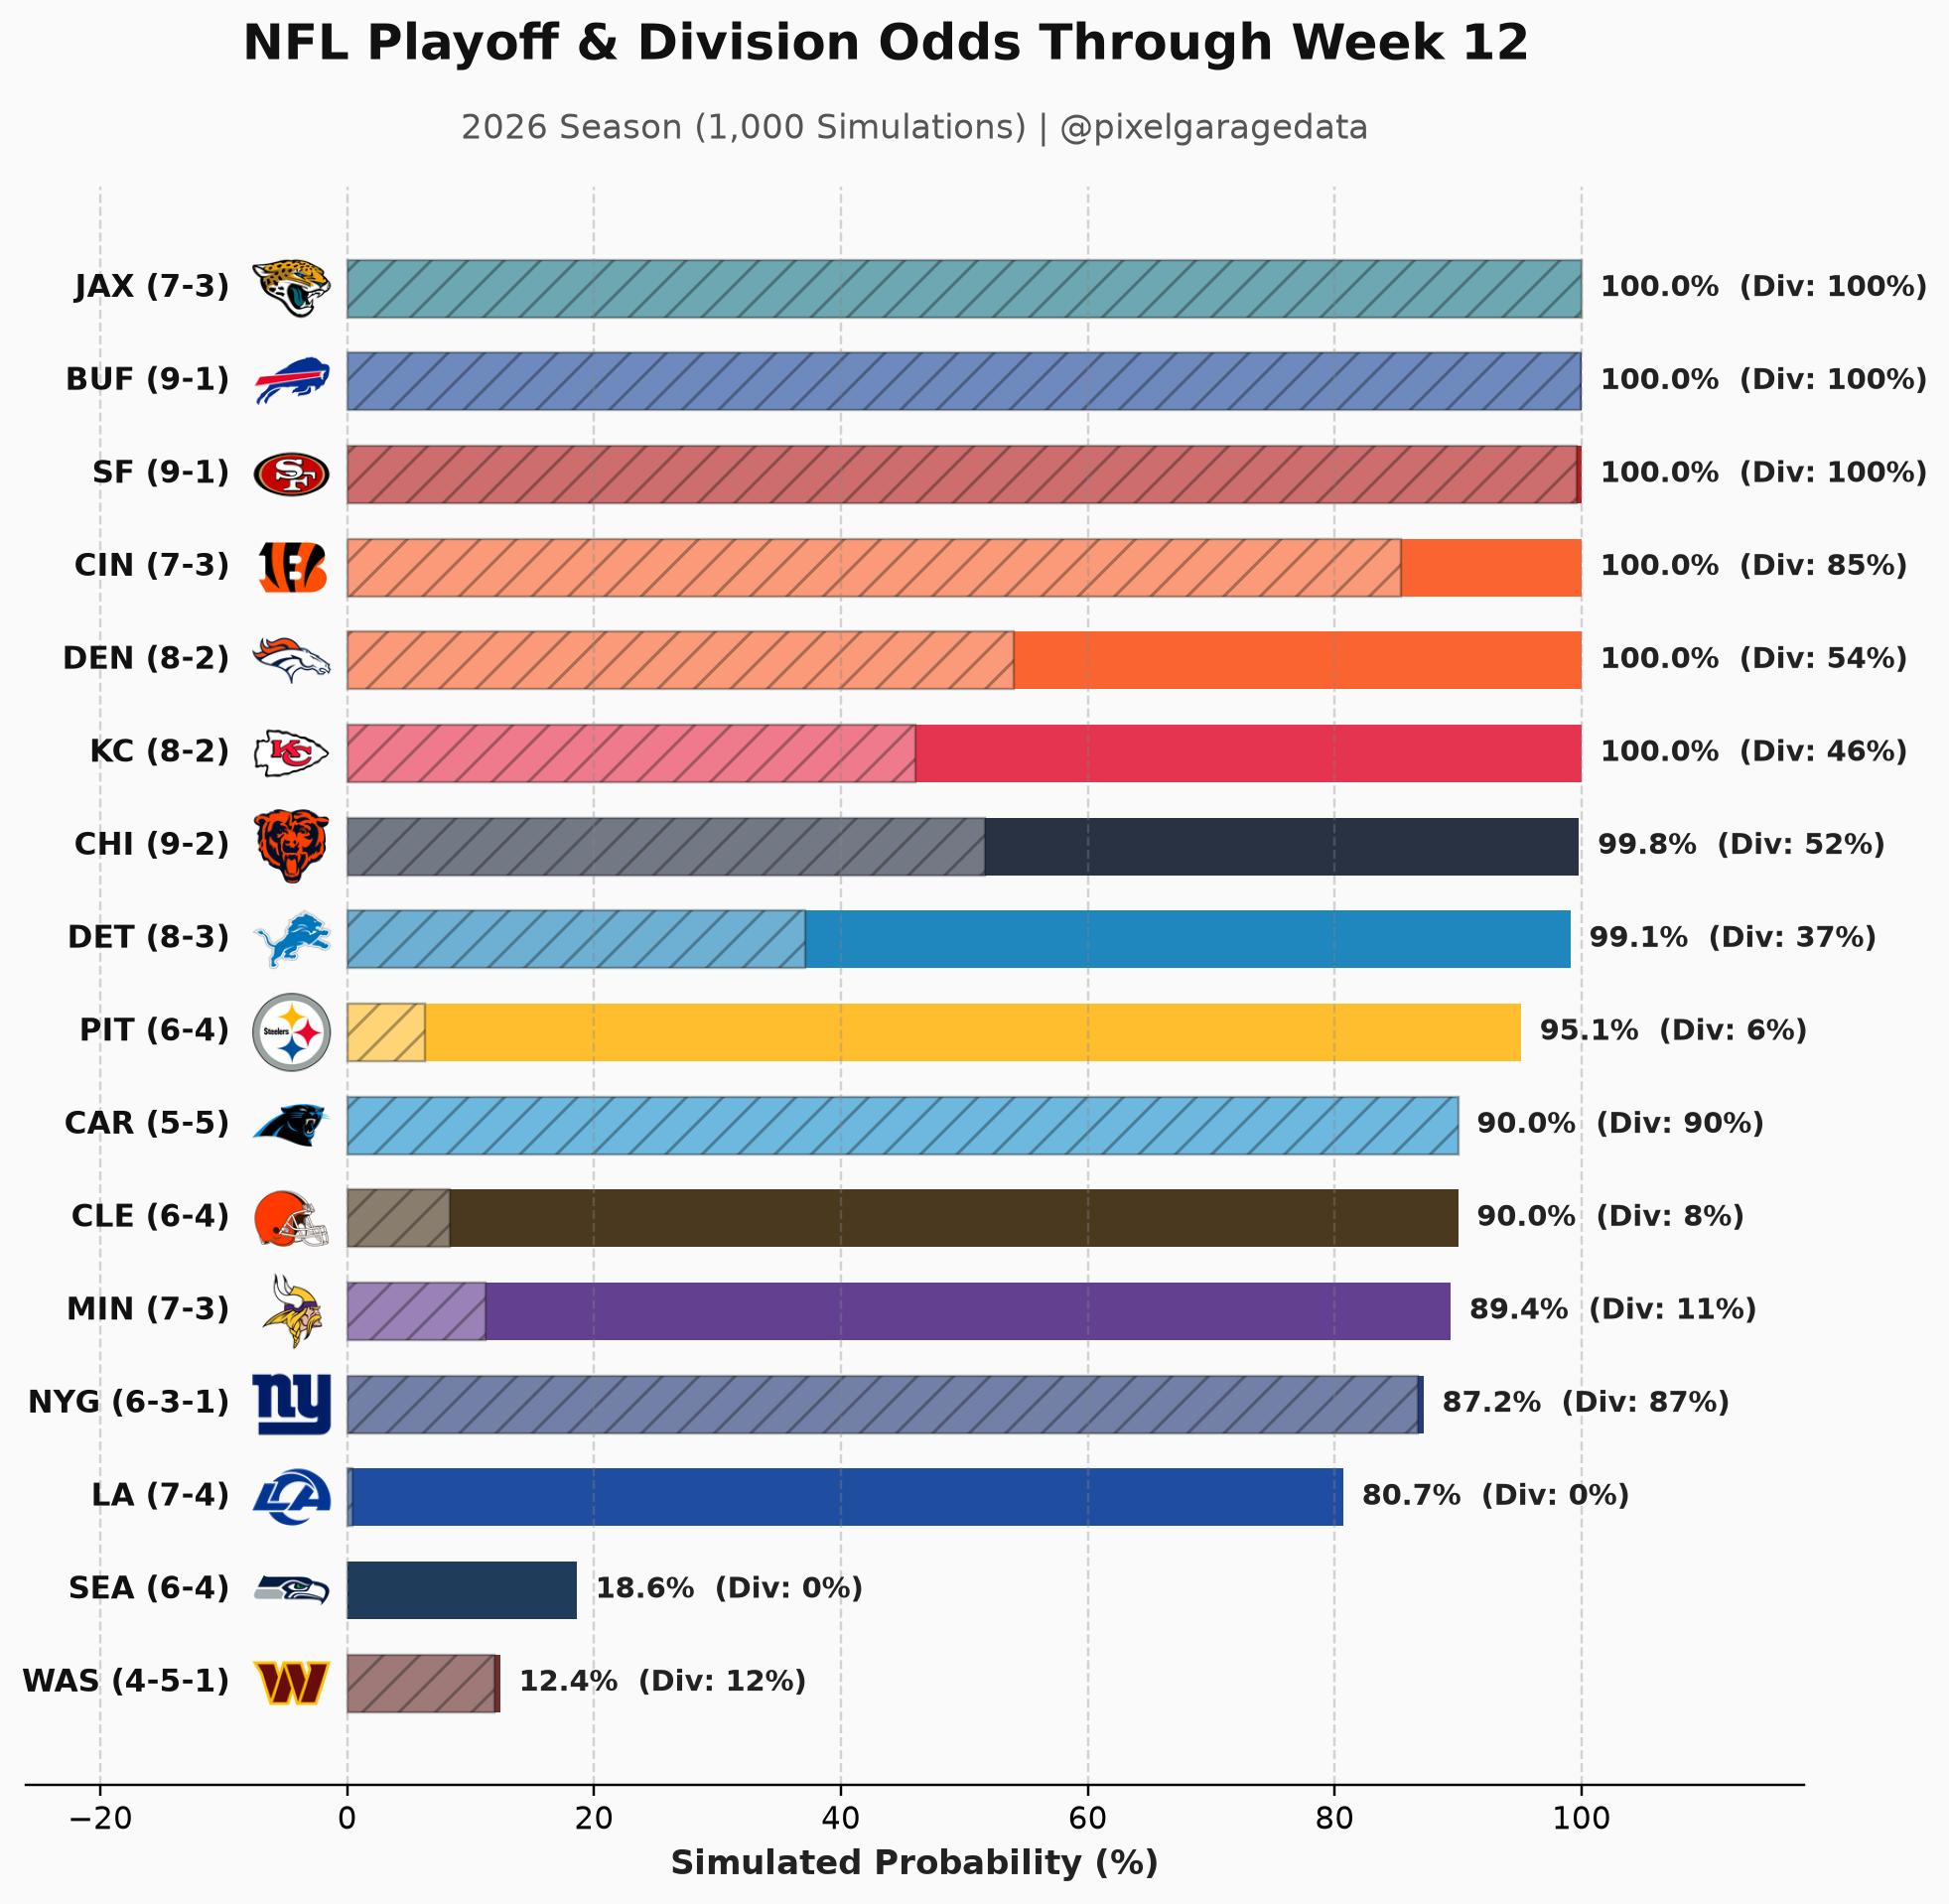 NFL Playoff & Division Odds Through Week 12
2026 Season (1,000 Simulations) | @pixelgaragedata
JAX (7-3) 100.0% (Div: 100%)
BUF (9-1) 100.0% (Div: 100%)
SF (9-1) SF 100.0% (Div: 100%)
CIN (7-3) B 100.0% (Div: 85%)
DEN (8-2) 100.0% (Div: 54%)
KC (8-2) KC 100.0% (Div: 46%)
CHI (9-2) 99.8% (Div: 52%)
DET (8-3) 99.1% (Div: 37%)
PIT (6-4) Steelers 95.1% (Div: 6%)
CAR (5-5) 90.0% (Div: 90%)
CLE (6-4) 90.0% (Div: 8%)
MIN (7-3) 89.4% (Div: 11%)
NYG (6-3-1) ny 87.2% (Div: 87%)
LA (7-4) LA 80.7% (Div: 0%)
SEA (6-4) 18.6% (Div: 0%)
WAS (4-5-1) W 12.4% (Div: 12%)
−20 0 20 40 60 80 100
Simulated Probability (%)